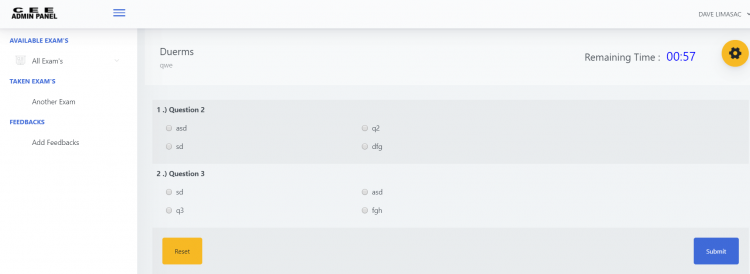 CEE
ADMIN PANEL
DAVE LIMASAC
AVAILABLE EXAM'S
All Exam's
TAKEN EXAM'S
Another Exam
FEEDBACKS
Add Feedbacks
Duerms
qwe
Remaining Time : 00:57
1 .) Question 2
asd q2
sd dfg
2 .) Question 3
sd asd
q3 fgh
Reset Submit